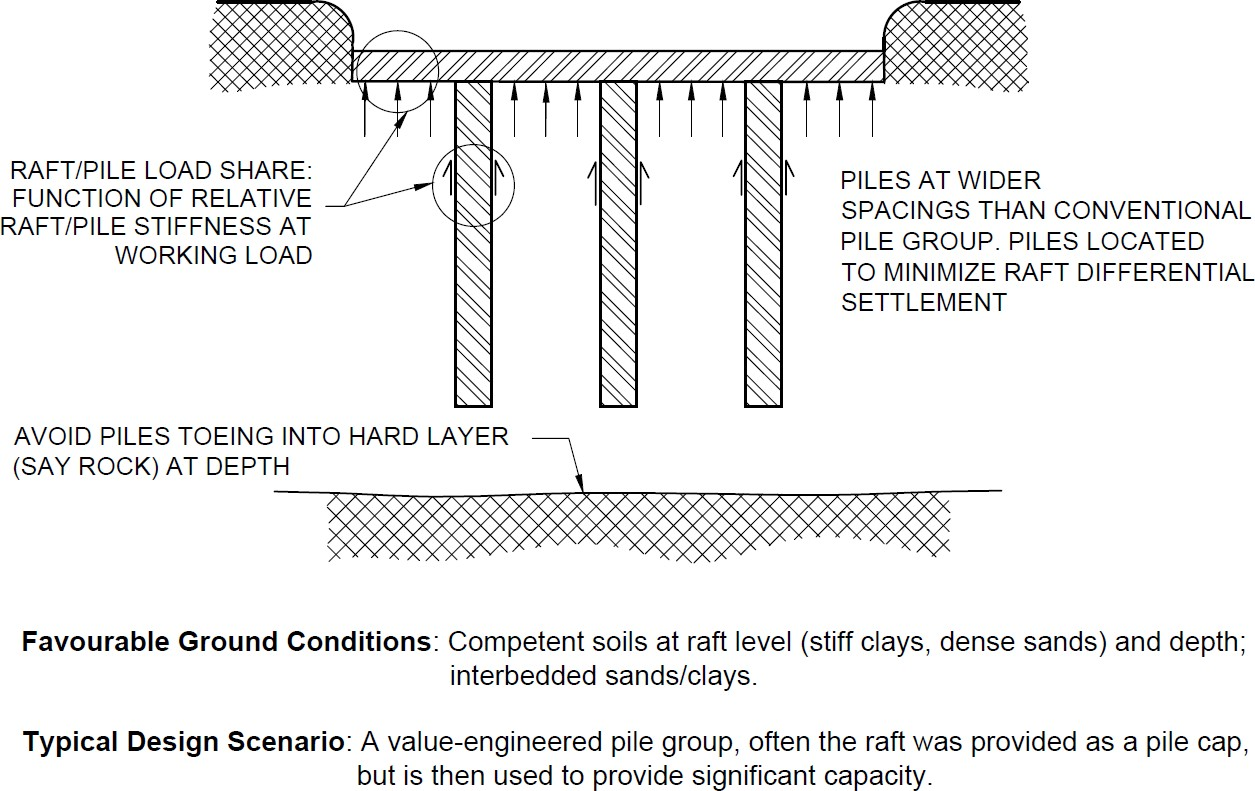 RAFT/PILE LOAD SHARE:
FUNCTION OF RELATIVE
RAFT/PILE STIFFNESS AT
WORKING LOAD
PILES AT WIDER
SPACINGS THAN CONVENTIONAL
PILE GROUP. PILES LOCATED
TO MINIMIZE RAFT DIFFERENTIAL
SETTLEMENT
AVOID PILES TOEING INTO HARD LAYER
(SAY ROCK) AT DEPTH
Favourable Ground Conditions: Competent soils at raft level (stiff clays, dense sands) and depth;
interbedded sands/clays.
Typical Design Scenario: A value-engineered pile group, often the raft was provided as a pile cap,
but is then used to provide significant capacity.